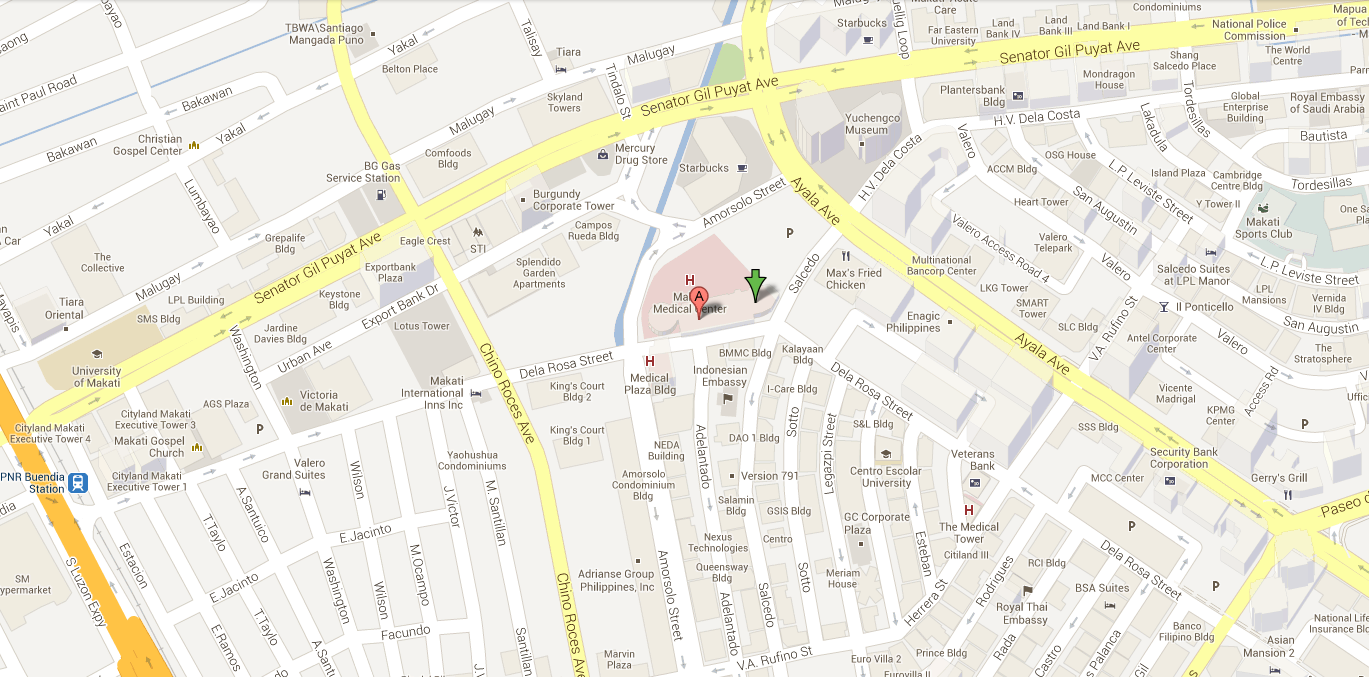 TBWA\Santiago
Mangada Puno
Yakal
Belton Place
Talisay
Tiara
Malugay
Tindalo St
Skyland
Towers
Senator Gil Puyat Ave
Starbucks
Far Eastern
University
Land
Bank IV
Land
Bank III
Land Bank I
Condominiums
National Police
Commission
Senator Gil Puyat Ave
Shang
Salcedo Place
The World
Centre
Mapua
of Tec
Saint Paul Road
Bakawan
Bakawan
Yakal
Christian
Gospel Center
Malugay
Comfoods
Bldg
BG Gas
Service Station
Mercury
Drug Store
Starbucks
Yuchengco
Museum
Plantersbank
Bldg
Mondragon
House
H.V. Dela Costa
Tordesillas
Global
Enterprise
Building
Royal Embassy
of Saudi Arabia
Bautista
Lakadula
Valero
H.V. Dela Costa
OSG House
ACCM Bldg
L.P. Leviste Street
Island Plaza
Cambridge
Centre Bldg
Tordesillas
Heart Tower
San Augustin
Y Tower II
Makati
Sports Club
One Sa
Pl
Lumbayao
Yakal
Burgundy
Corporate Tower
Amorsolo Street
Ayala Ave
P
Campos
Rueda Bldg
Eagle Crest
STI
Grepalife
Bldg
Senator Gil Puyat Ave
The
Collective
Malugay
Exportbank
Plaza
Splendido
Garden
Apartments
H
Medical Center
A
Salcedo
Max's Fried
Chicken
Multinational
Bancorp Center
Valero Access Road 4
Valero
Telepark
Valero
Salcedo Suites
at LPL Manor
L.P. Leviste Street
LPL
Mansions
Vernida
IV Bldg
San Augustin
LKG Tower
SMART
Tower
Il Ponticello
V.A. Rufino St
SLC Bldg
Antel Corporate
Center
Valero
The
Stratosphere
Tiara
Oriental
LPL Building
SMS Bldg
Keystone
Bldg
Export Bank Dr
Lotus Tower
Jardine
Davies Bldg
Urban Ave
Washington
Enagic
Philippines
Ayala Ave
University
of Makati
Chino Roces Ave
Dela Rosa Street
H
Medical
Plaza Bldg
BMMC Bldg
Indonesian
Embassy
Kalayaan
Bldg
I-Care Bldg
Dela Rosa Street
Vicente
Madrigal
KPMG
Center
Access Rd
P
King's Court
Bldg 2
Makati
International
Inns Inc
Victoria
de Makati
AGS Plaza
P
Cityland Makati
Executive Tower 3
Cityland Makati
Executive Tower 4
Makati Gospel
Church
King's Court
Bldg 1
Adelantado
Sotto
Legazpi Street
S&L Bldg
SSS Bldg
Security Bank
Corporation
NEDA
Building
DAO 1 Bldg
Veterans
Bank
Centro Escolar
University
MCC Center
Gerry's Grill
PNR Buendia
Station
Cityland Makati
Executive Tower 1
Valero
Grand Suites
Wilson
Yaohushua
Condominiums
Amorsolo
Condominium
Bldg
Version 791
Salamin
Bldg
GSIS Bldg
GC Corporate
Plaza
H
The Medical
Tower
Citiland III
P
A Santuico
T.Taylo
E.Jacinto
J.Victor
M. Santillan
Nexus
Technologies
Centro
Esteban
Dela Rosa Street
Estacion
S Luzon Expy
SM
Washington
Wilson
M.Ocampo
Chino Roces Ave
Adrianse Group
Philippines, Inc
Amorsolo Street
Queensway
Bldg
Adelantado
Salcedo
Sotto
Meriam
House
Herrera St
Rodrigues
RCI Bldg
BSA Suites
P
Royal Thai
Embassy
E.Jacinto
T.Taylo
E.Ramos
Facundo
Santillan
Marvin
Plaza
V.A. Rufino St
Euro Villa 2
Prince Bldg
Rada
Castro
Palanca
Gil
Banco
Filipino Bldg
Asian
Mansion 2
National Life
Insurance Bldg